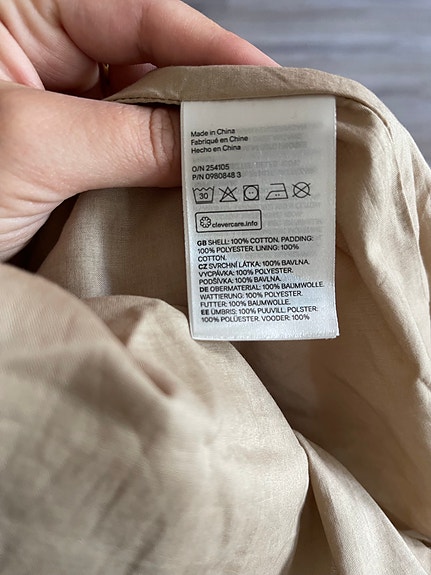 Made in China
Fabriqué en Chine
Hecho en China
O/N 254105
P/N 0980848 3
30
clevercare.info
GB SHELL: 100% COTTON. PADDING:
100% POLYESTER. LINING: 100%
COTTON.
CZ SVRCHNÍ LÁTKA: 100% BAVLNA.
VYCPÁVKA: 100% POLYESTER.
PODŠÍVKA: 100% BAVLNA.
DE OBERMATERIAL: 100% BAUMWOLLE.
WATTIERUNG: 100% POLYESTER.
FUTTER: 100% BAUMWOLLE.
EE ÜMBRIS: 100% PUUVILL. POLSTER:
100% POLÜESTER. VOODER: 100%